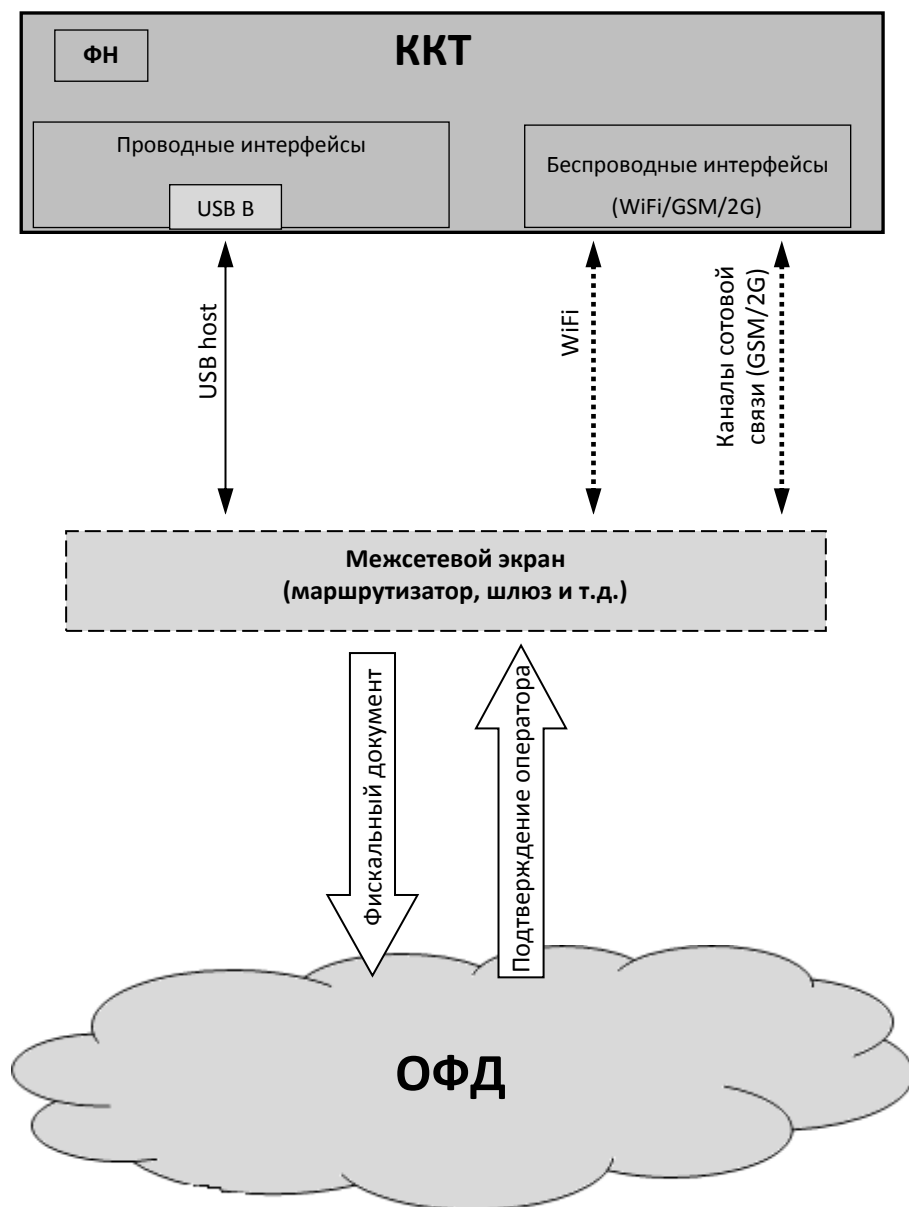 ФН
ККТ
Проводные интерфейсы
USB B
Беспроводные интерфейсы
(WiFi/GSM/2G)
USB host
WiFi
Каналы сотовой
связи (GSM/2G)
Межсетевой экран
(маршрутизатор, шлюз и т.д.)
Фискальный документ
Подтверждение оператора
ОФД